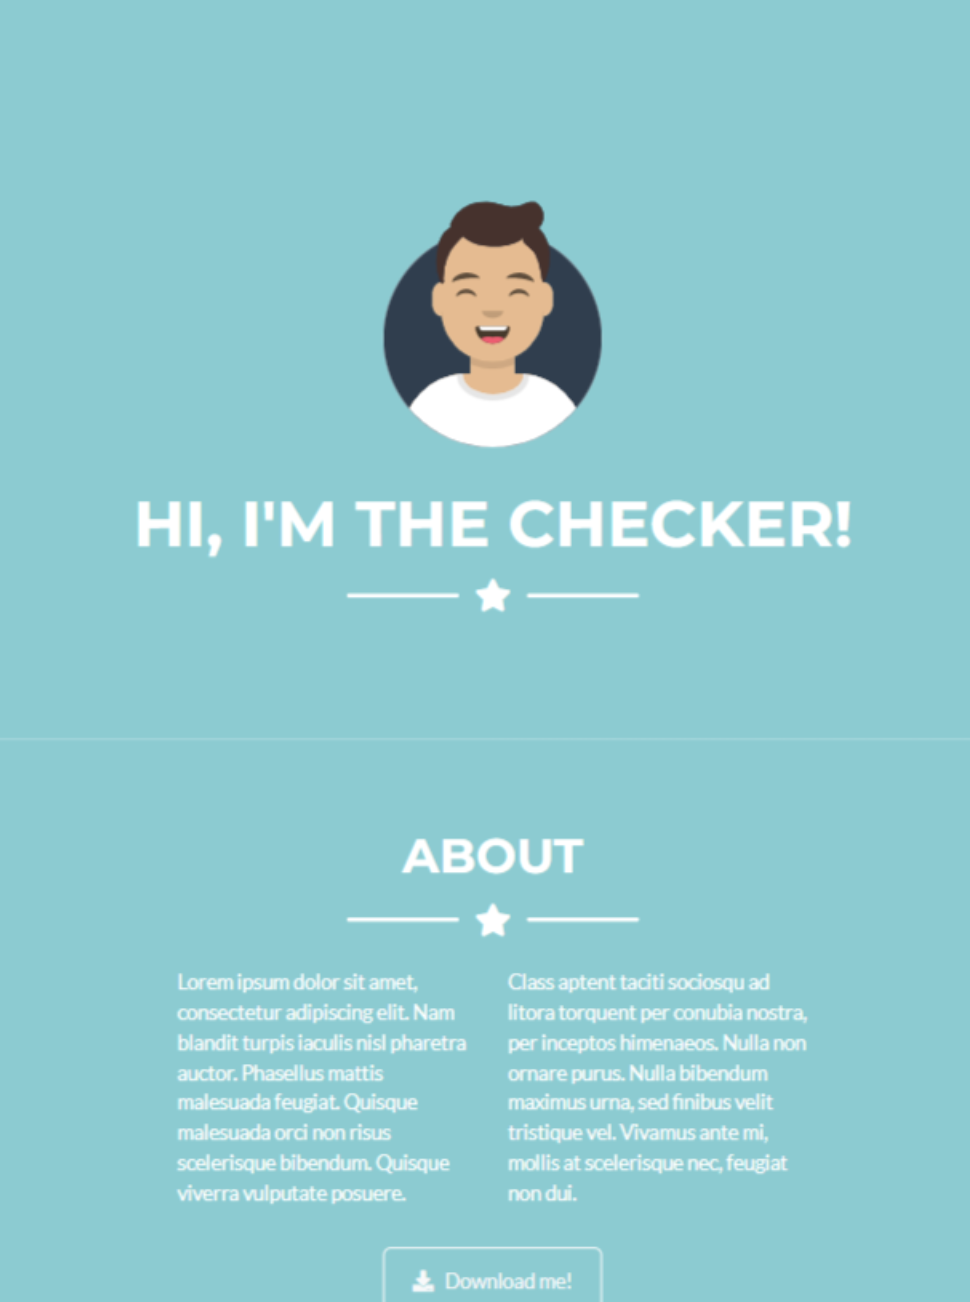 HI, I'M THE CHECKER!
ABOUT
Lorem ipsum dolor sit amet,
consectetur adipiscing elit. Nam
blandit turpis iaculis nisl pharetra
auctor. Phasellus mattis
malesuada feugiat. Quisque
malesuada orci non risus
scelerisque bibendum. Quisque
viverra vulputate posuere.
Class aptent taciti sociosqu ad
litora torquent per conubia nostra,
per inceptos himenaeos. Nulla non
ornare purus. Nulla bibendum
maximus urna, sed finibus velit
tristique vel. Vivamus ante mi,
mollis at scelerisque nec, feugiat
non dui.
Download me!